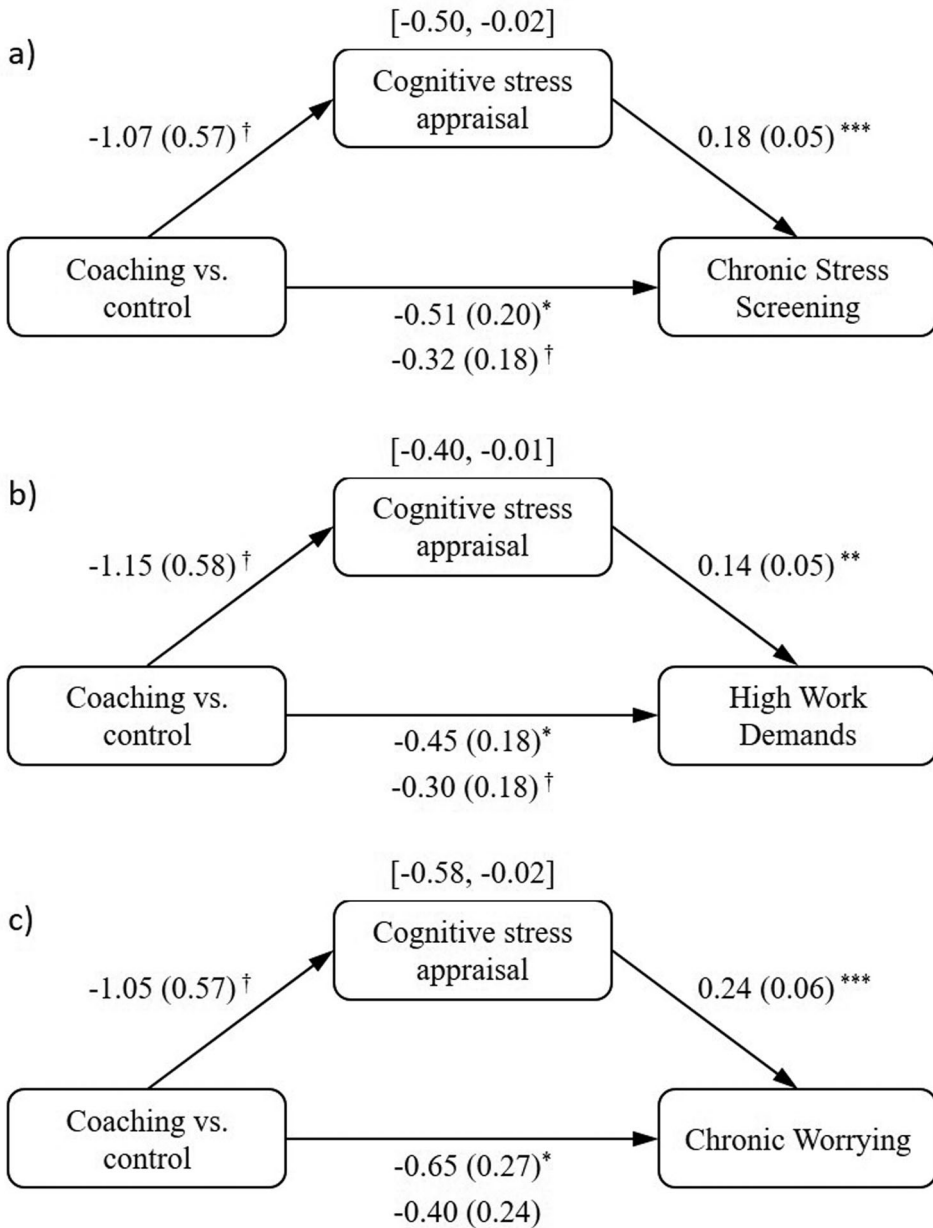 [-0.50, -0.02]
a)
Cognitive stress
appraisal
-1.07 (0.57) †
0.18 (0.05) ***
Coaching vs.
control
Chronic Stress
Screening
-0.51 (0.20)*
-0.32 (0.18) †
[-0.40, -0.01]
b)
Cognitive stress
appraisal
-1.15 (0.58) †
0.14 (0.05) **
Coaching vs.
control
High Work
Demands
-0.45 (0.18)*
-0.30 (0.18) †
[-0.58, -0.02]
c)
Cognitive stress
appraisal
-1.05 (0.57) †
0.24 (0.06) ***
Coaching vs.
control
Chronic Worrying
-0.65 (0.27)*
-0.40 (0.24)